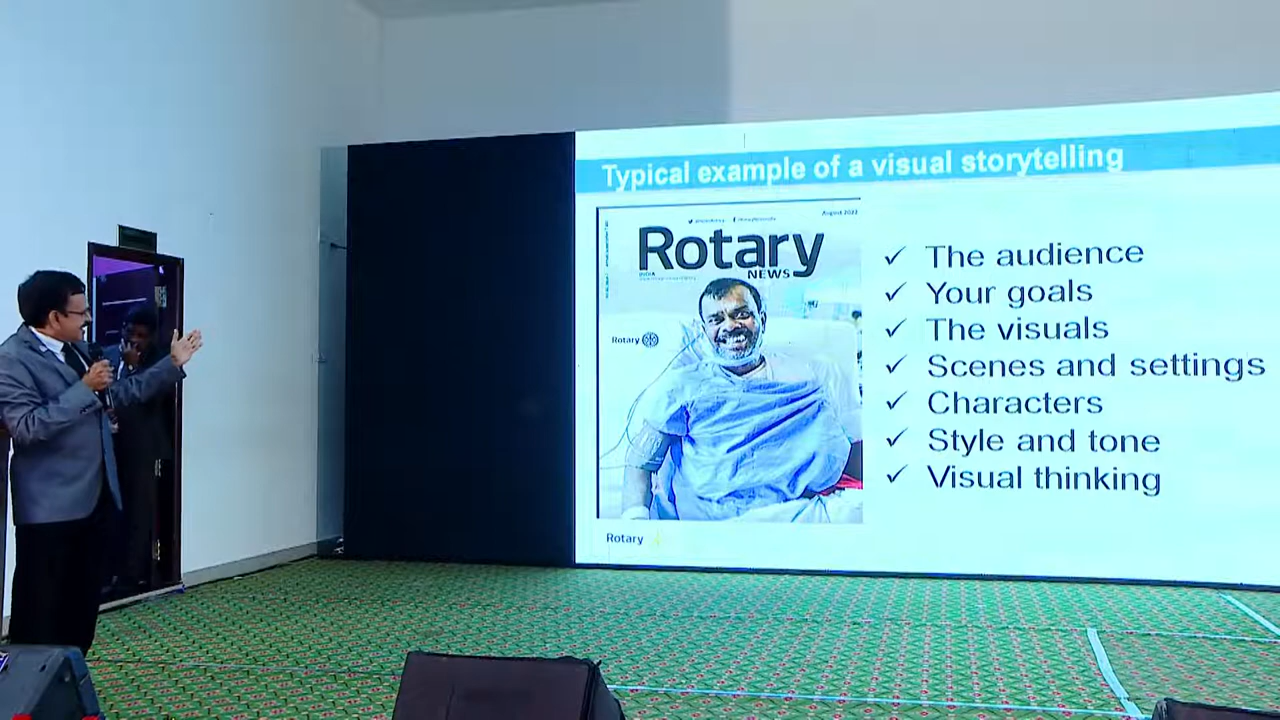 Typical example of a visual storytelling
August 2022
Rotary
INDIA
NEWS
Rotary
✓ The audience
✓ Your goals
✓ The visuals
✓ Scenes and settings
✓ Characters
✓ Style and tone
✓ Visual thinking
Rotary